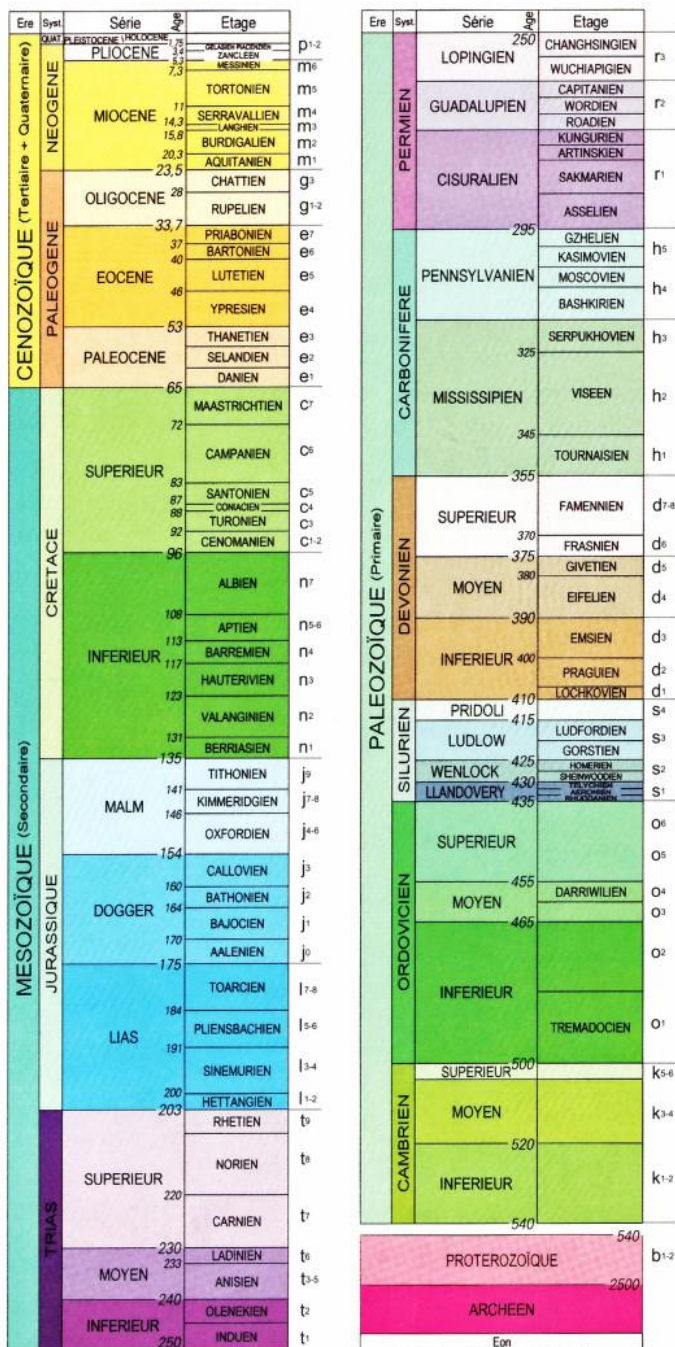 Ere Syst. Série Age Etage
CENOZOÏQUE (Tertiaire + Quaternaire)
QUAT. PLEISTOCENE \ HOLOCENE
1,75
NEOGENE
PLIOCENE 3,4 GELASIEN PIACENZIEN p1-2
5,3 ZANCLEEN
MESSINIEN m6
7,3
MIOCENE
TORTONIEN m5
11
SERRAVALLIEN m4
14,3
LANGHIEN m3
15,8
BURDIGALIEN m2
20,3
AQUITANIEN m1
23,5
PALEOGENE
OLIGOCENE
CHATTIEN g3
28
RUPELIEN g1-2
33,7
EOCENE
PRIABONIEN e7
37
BARTONIEN e6
40
LUTETIEN e5
46
YPRESIEN e4
53
PALEOCENE
THANETIEN e3
SELANDIEN e2
DANIEN e1
65
MESOZOÏQUE (Secondaire)
CRETACE
SUPERIEUR
MAASTRICHTIEN c7
72
CAMPANIEN c6
83
SANTONIEN c5
87
CONIACIEN c4
88
TURONIEN c3
92
CENOMANIEN c1-2
96
INFERIEUR
ALBIEN n7
108
APTIEN n5-6
113
BARREMIEN n4
117
HAUTERIVIEN n3
123
VALANGINIEN n2
131
BERRIASIEN n1
135
JURASSIQUE
MALM
TITHONIEN j9
141
KIMMERIDGIEN j7-8
146
OXFORDIEN j4-6
154
DOGGER
CALLOVIEN j3
160
BATHONIEN j2
164
BAJOCIEN j1
170
AALENIEN j0
175
LIAS
TOARCIEN l7-8
184
PLIENSBACHIEN l5-6
191
SINEMURIEN l3-4
200
HETTANGIEN l1-2
203
TRIAS
SUPERIEUR
RHETIEN t9
NORIEN t8
220
CARNIEN t7
230
MOYEN
LADINIEN t6
233
ANISIEN t3-5
240
INFERIEUR
OLENEKIEN t2
INDUEN t1
250
Ere Syst. Série Age Etage
250
PALEOZOÏQUE (Primaire)
PERMIEN
LOPINGIEN
CHANGHSINGIEN
WUCHIAPIGIEN
r3
GUADALUPIEN
CAPITANIEN
WORDIEN
ROADIEN
r2
CISURALIEN
KUNGURIEN
ARTINSKIEN
SAKMARIEN
ASSELIEN
r1
295
CARBONIFERE
PENNSYLVANIEN
GZHELIEN
KASIMOVIEN
h5
MOSCOVIEN
BASHKIRIEN
h4
MISSISSIPIEN
SERPUKHOVIEN h3
325
VISEEN h2
345
TOURNAISIEN h1
355
DEVONIEN
SUPERIEUR
FAMENNIEN d7-8
370
FRASNIEN d6
375
MOYEN
GIVETIEN d5
380
EIFELIEN d4
390
INFERIEUR
EMSIEN d3
400
PRAGUIEN d2
LOCHKOVIEN d1
410
SILURIEN
PRIDOLI s4
415
LUDLOW
LUDFORDIEN
GORSTIEN
s3
425
WENLOCK
HOMERIEN
SHEINWOODIEN
s2
430
LLANDOVERY
TELYCHIEN
AERONIEN
RHUDDANIEN
s1
435
ORDOVICIEN
SUPERIEUR
o6
o5
455
MOYEN
DARRIWILIEN o4
o3
465
INFERIEUR
o2
TREMADOCIEN o1
500
CAMBRIEN
SUPERIEUR k5-6
MOYEN k3-4
520
INFERIEUR k1-2
540
540
PROTEROZOÏQUE b1-2
2500
ARCHEEN
Eon